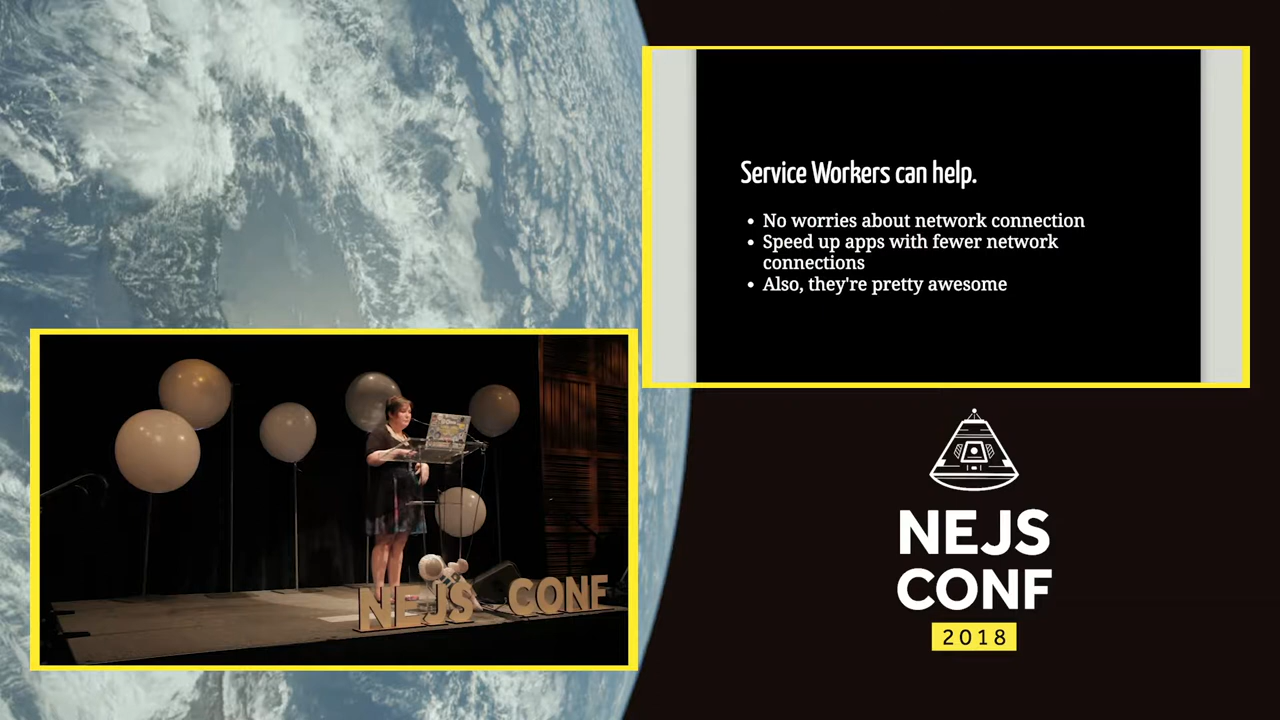 Service Workers can help.
• No worries about network connection
• Speed up apps with fewer network
connections
• Also, they're pretty awesome
NEJS CONF
NEJS
CONF
2018